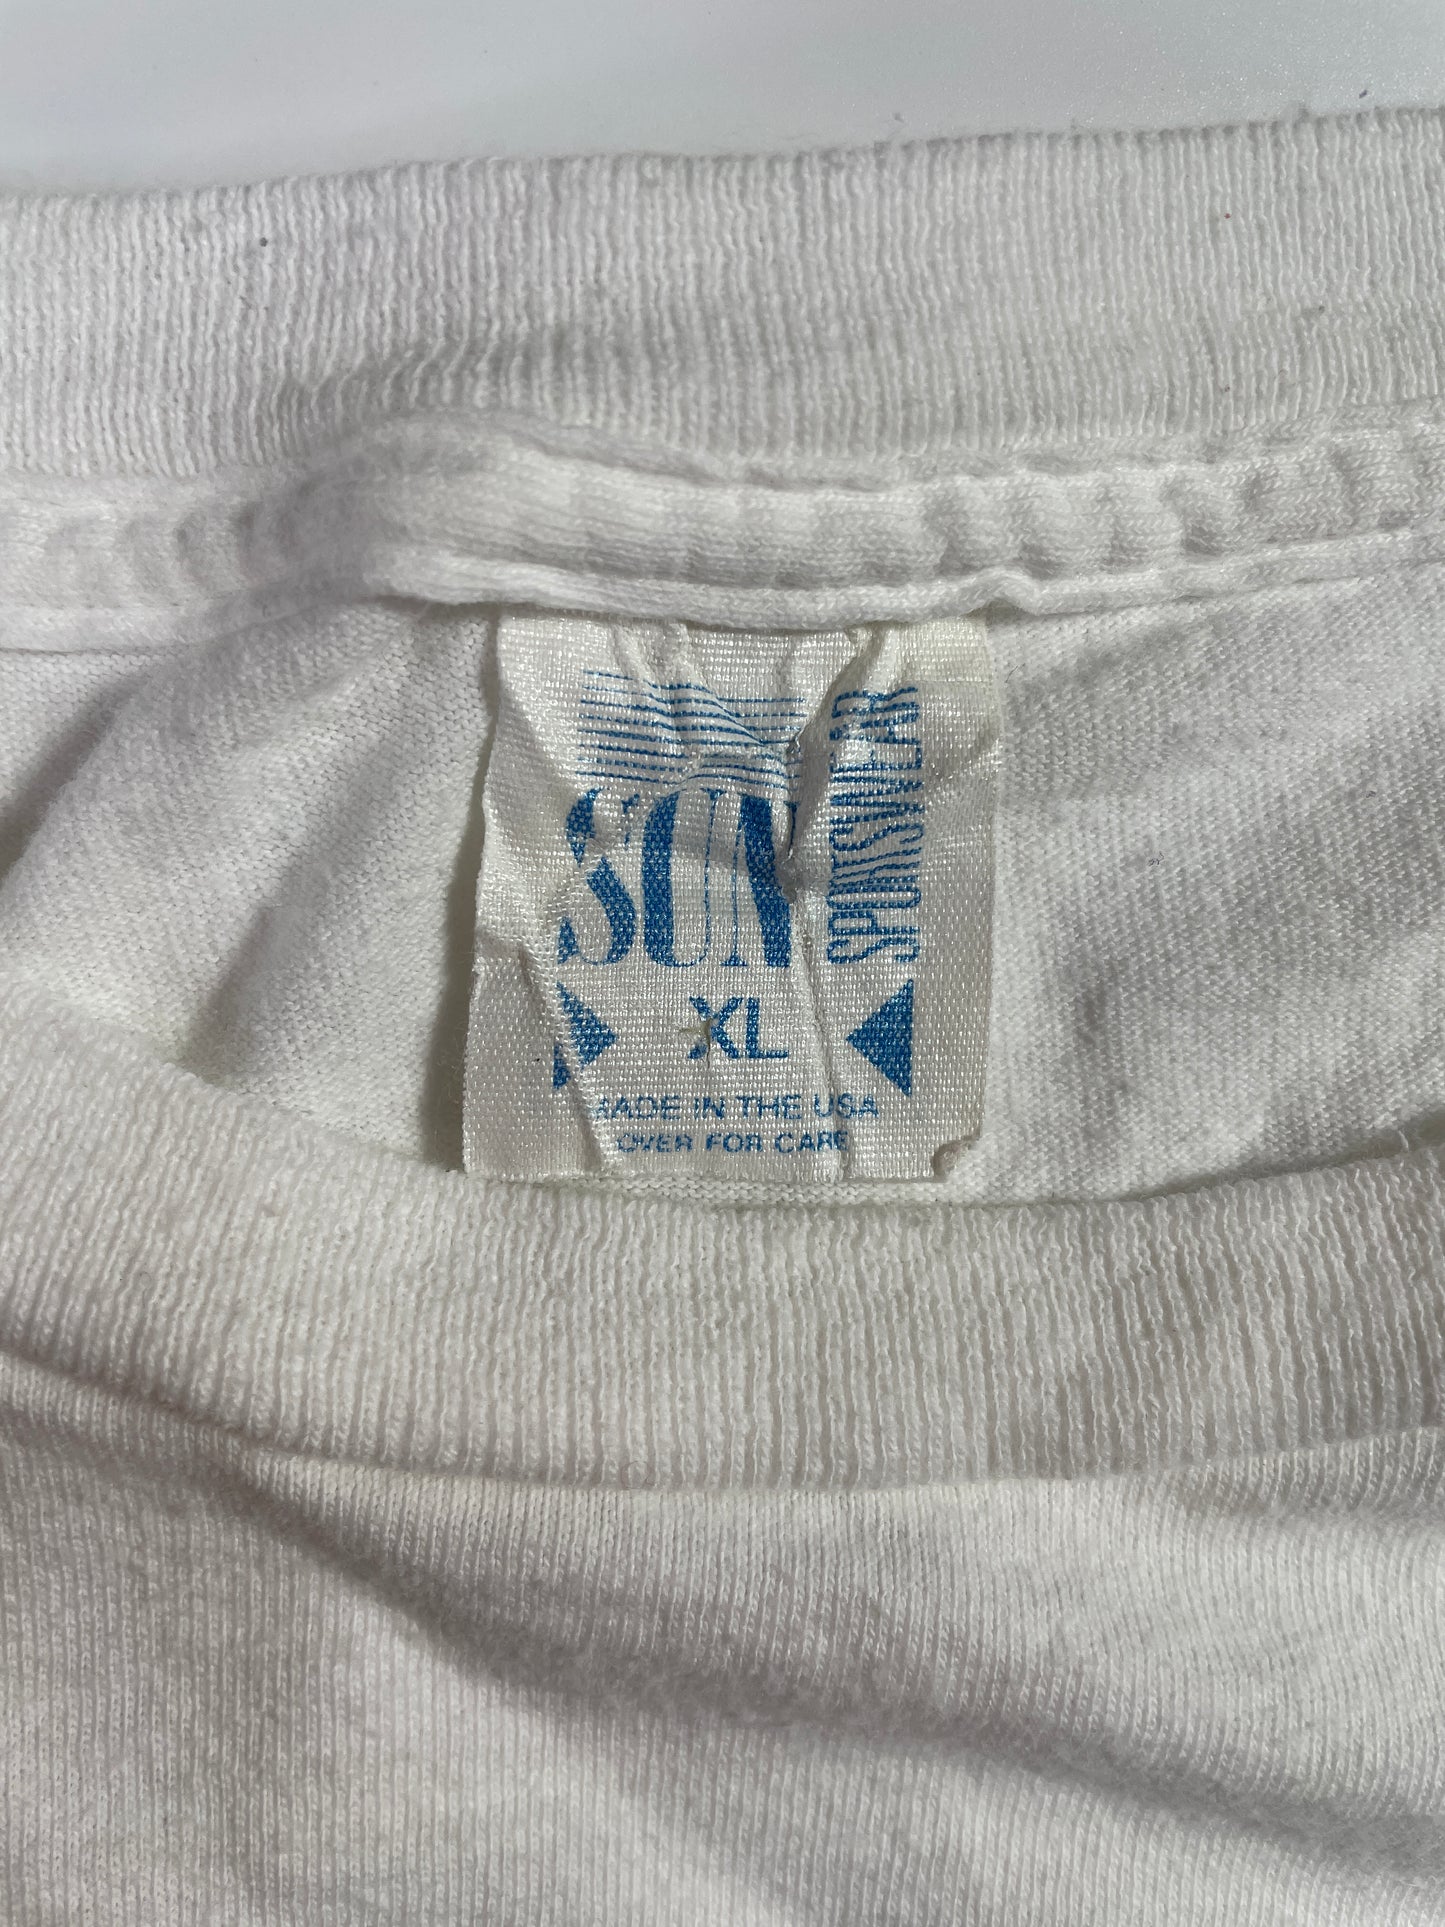 SUN
SPORTSWEAR
XL
MADE IN THE USA
OVER FOR CARE